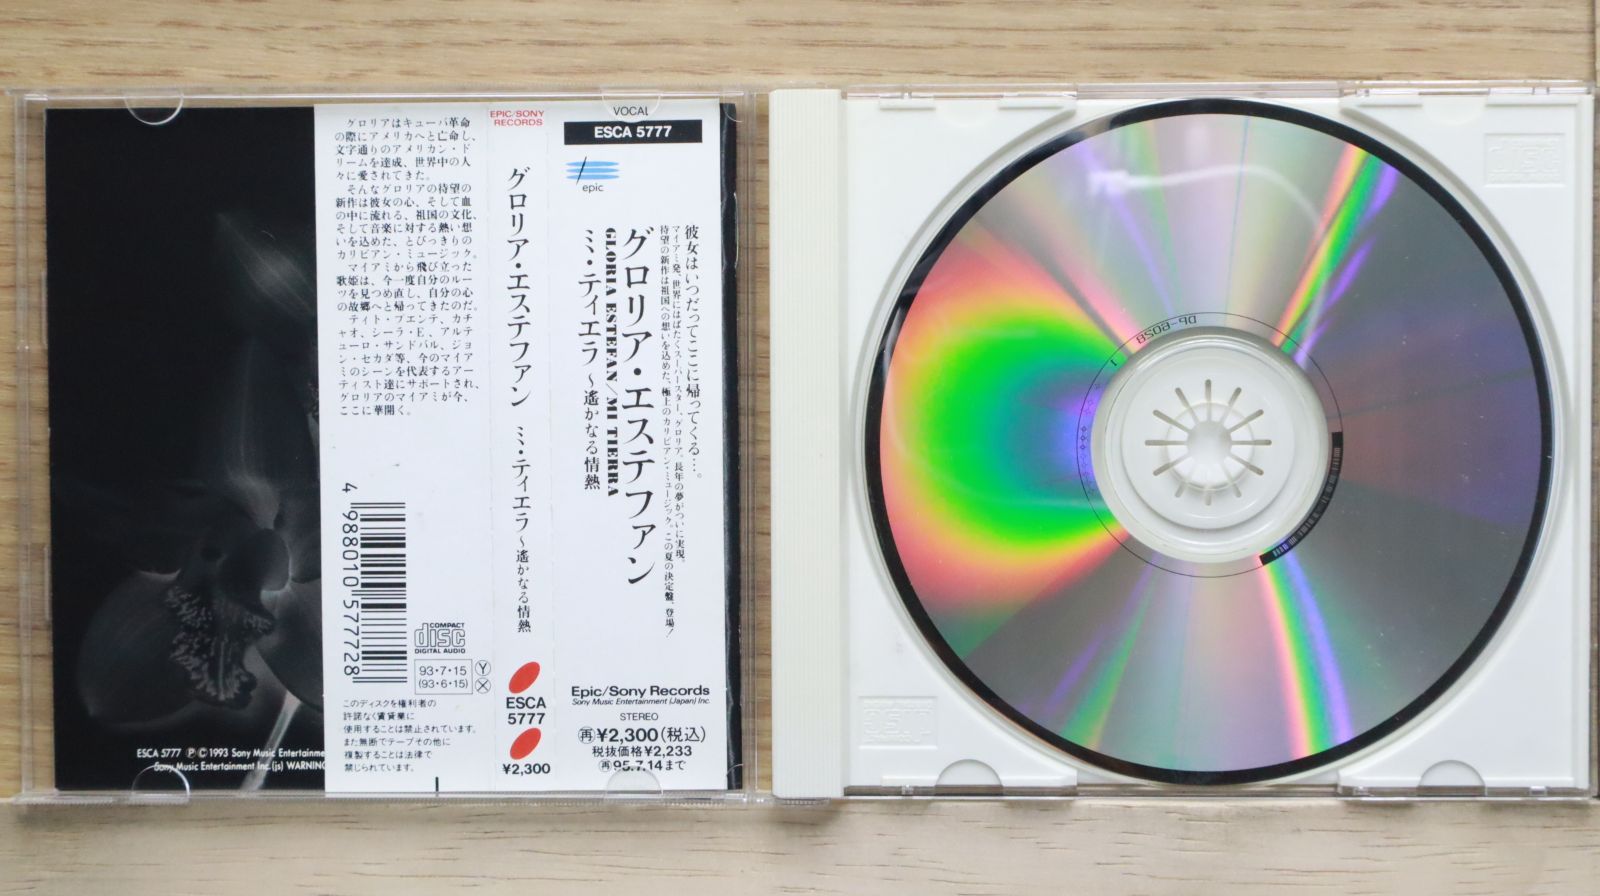 グロリアはキューバ革命
の際にアメリカへと亡命し、
文字通りのアメリカン・ド
リームを達成、世界中の人
々に愛されてきた。
そんなグロリアの待望の
新作は彼女の心、そして血
の中に流れる、祖国の文化、
そして音楽に対する熱い想
いを込めた、とびっきりの
カリビアン・ミュージック。
マイアミから飛び立った
歌姫は、今一度自分のルー
ツを見つめ直し、自分の心
の故郷へと帰ってきたのだ。
ティト・プエンテ、カチ
ャオ、シーラ・E、アルテ
ューロ・サンドバル、ジョ
ン・セカダ等、今のマイア
ミのシーンを代表するアー
ティスト達にサポートされ、
グロリアのマイアミが今、
ここに華開く。
4 988010 577728
COMPACT
disc
DIGITAL AUDIO
93・7・15
(93・6・15)
Y
X
このディスクを権利者の
許諾なく賃貸業に
使用することは禁止されています。
また無断でテープその他に
複製することは法律で
禁じられています。
ESCA 5777 Ⓟ Ⓒ 1993 Sony Music Entertainme
Sony Music Entertainment Inc. (js) WARNING
EPIC/SONY
RECORDS
グロリア・エステファン ミ・ティエラ〜遙かなる情熱
ESCA
5777
¥2,300
VOCAL
ESCA 5777
epic
彼女はいつだってここに帰ってくる…。
マイアミ発、世界にはばたくスーパースター、グロリア。長年の夢がついに実現。
待望の新作は祖国への想いを込めた、極上のカリビアン・ミュージック。この夏の決定盤、登場!
グロリア・エステファン
GLORIA ESTEFAN/MI TIERRA
ミ・ティエラ〜遙かなる情熱
Epic/Sony Records
Sony Music Entertainment (Japan) Inc.
STEREO
再¥2,300(税込)
税抜価格¥2,233
再95.7.14まで
DP-8058
1